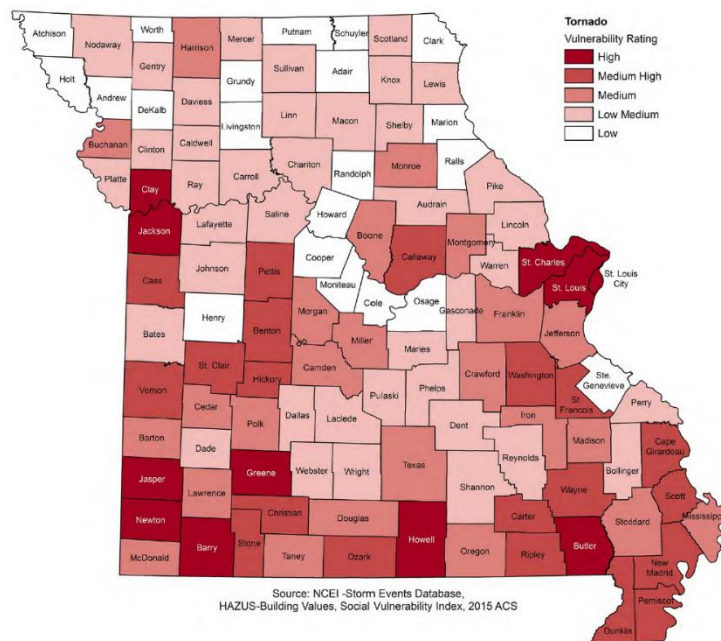 Tornado
Vulnerability Rating
High
Medium High
Medium
Low Medium
Low
Atchison
Nodaway
Worth
Harrison
Mercer
Putnam
Schuyler
Scotland
Clark
Holt
Gentry
Sullivan
Adair
Knox
Lewis
Andrew
DeKalb
Daviess
Grundy
Linn
Macon
Shelby
Marion
Buchanan
Clinton
Caldwell
Livingston
Chariton
Randolph
Monroe
Ralls
Platte
Clay
Ray
Carroll
Pike
Audrain
Jackson
Lafayette
Saline
Howard
Boone
Callaway
Montgomery
Lincoln
Warren
St. Charles
St. Louis
St. Louis
City
Cass
Johnson
Pettis
Cooper
Moniteau
Cole
Osage
Gasconade
Franklin
Jefferson
Bates
Henry
Benton
Morgan
Miller
Maries
Vernon
St. Clair
Hickory
Camden
Pulaski
Phelps
Crawford
Washington
St
Francois
Ste.
Genevieve
Perry
Barton
Cedar
Polk
Dallas
Laclede
Dent
Iron
Madison
Cape
Girardeau
Jasper
Dade
Greene
Webster
Wright
Texas
Shannon
Reynolds
Wayne
Bollinger
Scott
Mississippi
Newton
Lawrence
Christian
Douglas
Howell
Carter
Butler
Stoddard
McDonald
Barry
Stone
Taney
Ozark
Oregon
Ripley
New
Madrid
Pemiscot
Dunklin
Source: NCEI -Storm Events Database,
HAZUS-Building Values, Social Vulnerability Index, 2015 ACS